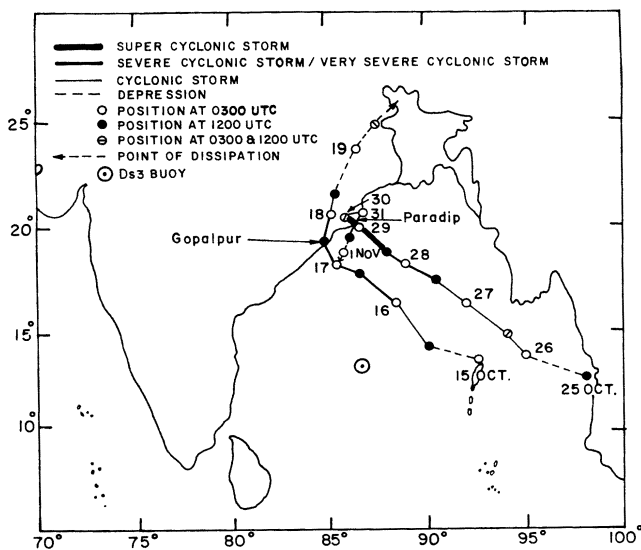 SUPER CYCLONIC STORM
SEVERE CYCLONIC STORM / VERY SEVERE CYCLONIC STORM
CYCLONIC STORM
DEPRESSION
POSITION AT 0300 UTC
POSITION AT 1200 UTC
POSITION AT 0300 & 1200 UTC
POINT OF DISSIPATION
DS3 BUOY
25°
20°
15°
10°
19
18
30
31
Paradip
29
Gopalpur
1 NOV
17
28
27
16
26
15 OCT.
25 OCT.
70° 75° 80° 85° 90° 95° 100°